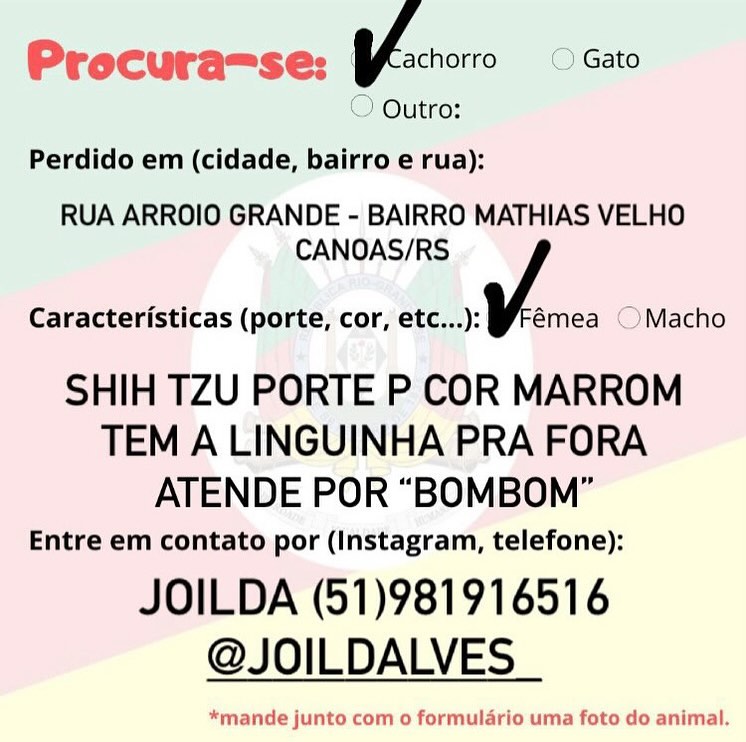 Procura-se: Cachorro Gato
Outro:
Perdido em (cidade, bairro e rua):
RUA ARROIO GRANDE - BAIRRO MATHIAS VELHO
CANOAS/RS
Características (porte, cor, etc...): Fêmea Macho
SHIH TZU PORTE P COR MARROM
TEM A LINGUINHA PRA FORA
ATENDE POR “BOMBOM”
Entre em contato por (Instagram, telefone):
JOILDA (51)981916516
@JOILDALVES_
*mande junto com o formulário uma foto do animal.